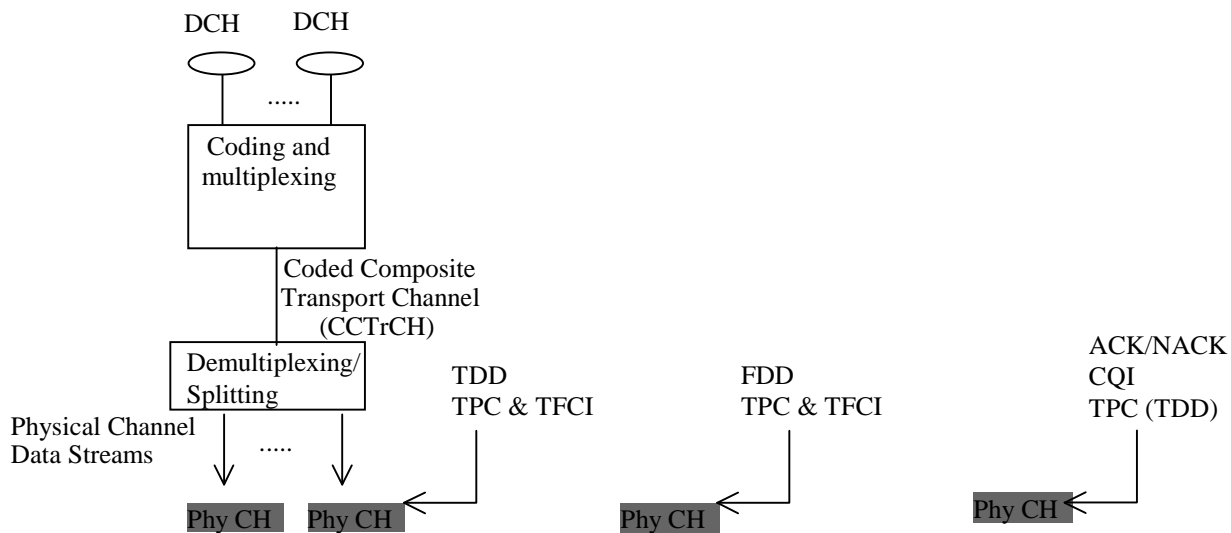 DCH
DCH
.....
Coding and
multiplexing
Coded Composite
Transport Channel
(CCTrCH)
Demultiplexing/
Splitting
Physical Channel
Data Streams
.....
TDD
TPC & TFCI
FDD
TPC & TFCI
ACK/NACK
CQI
TPC (TDD)
Phy CH
Phy CH
Phy CH
Phy CH